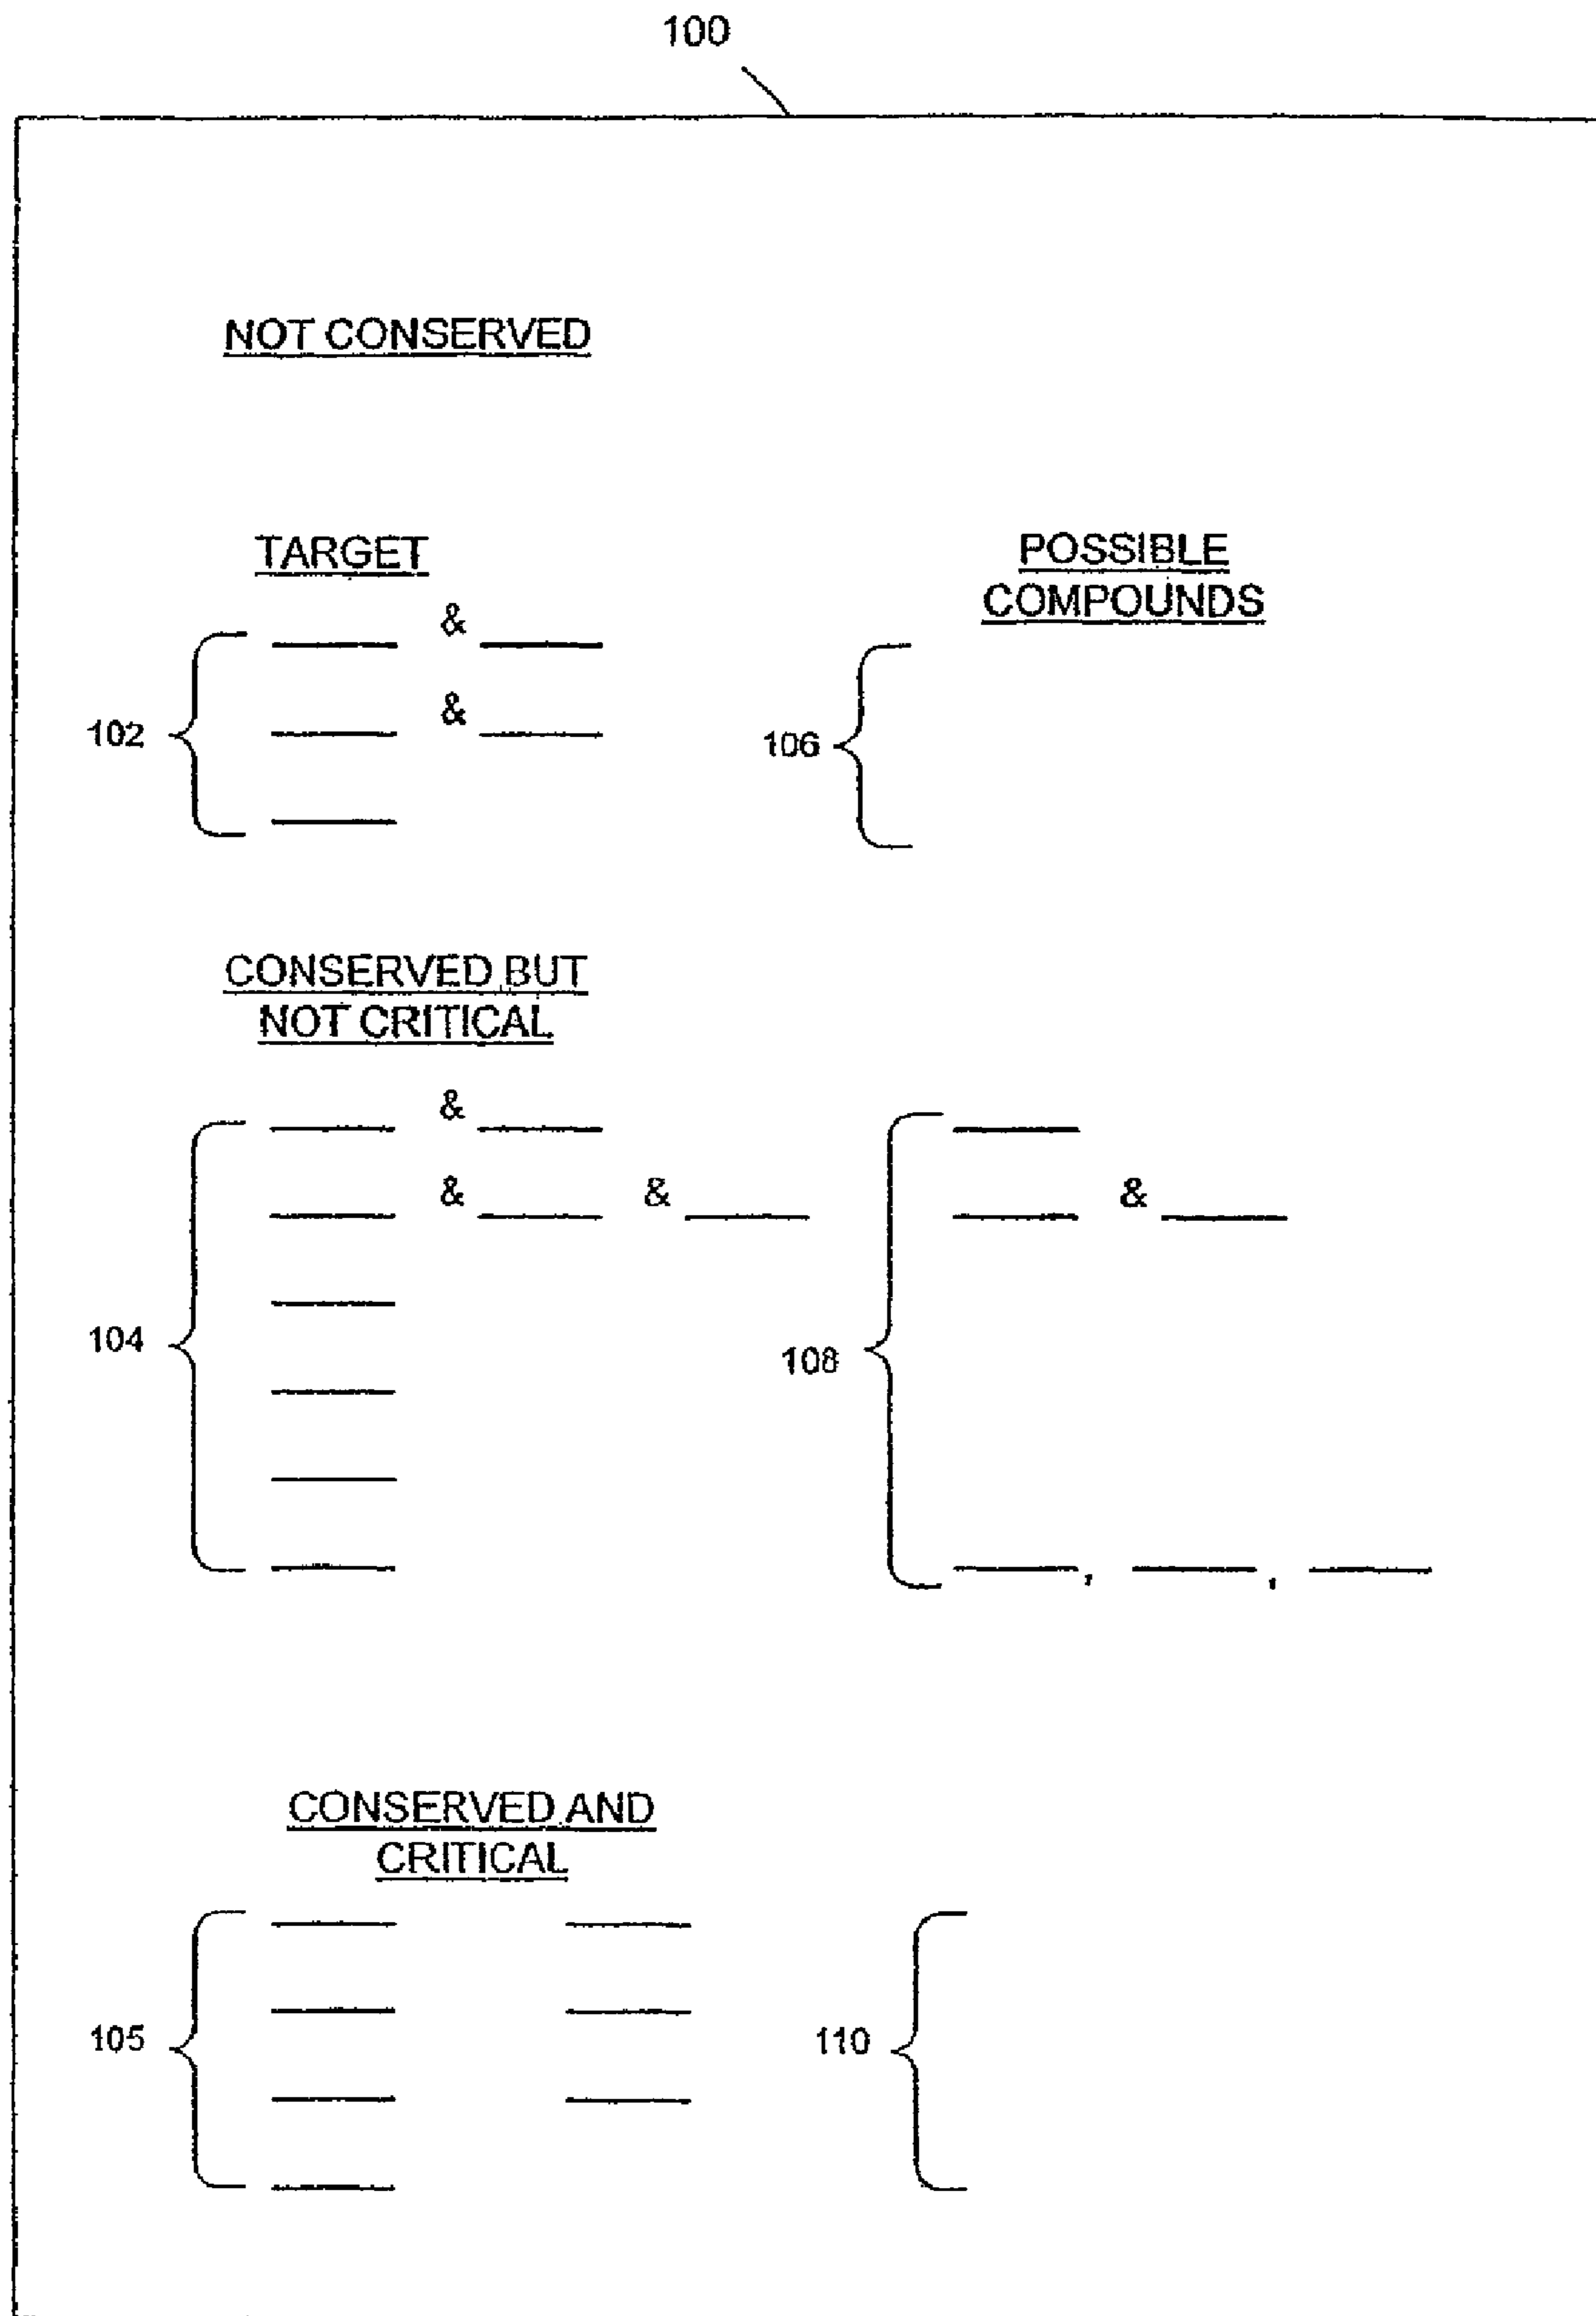 100
NOT CONSERVED
TARGET
POSSIBLE
COMPOUNDS
&
&
102
106
CONSERVED BUT
NOT CRITICAL
&
& & &
104
108
, ,
CONSERVED AND
CRITICAL
105
110